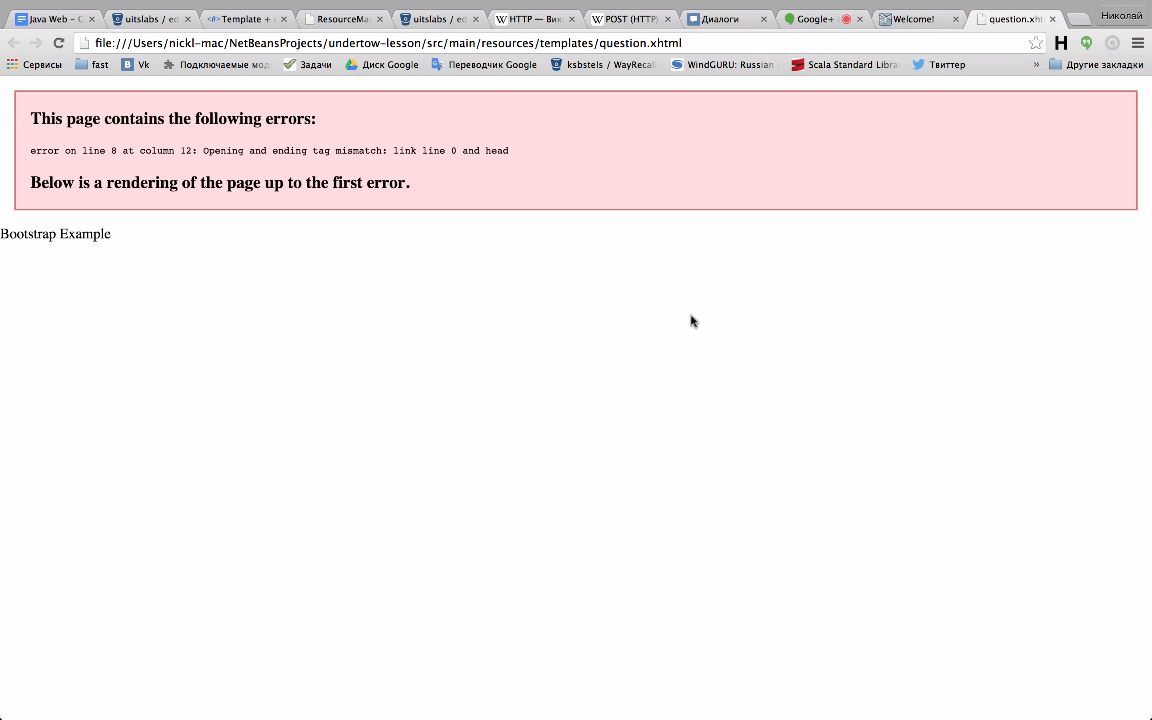 Java Web – G
uitslabs / ed
Template +
ResourceMa
uitslabs / ed
HTTP — Вик
POST (HTTP)
Диалоги
Google+
Welcome!
question.xht
Николай
file:///Users/nickl-mac/NetBeansProjects/undertow-lesson/src/main/resources/templates/question.xhtml
Сервисы fast Vk Подключаемые мод Задачи Диск Google Переводчик Google ksbstels / WayRecall WindGURU: Russian Scala Standard Libra Твиттер » Другие закладки
This page contains the following errors:
error on line 8 at column 12: Opening and ending tag mismatch: link line 0 and head
Below is a rendering of the page up to the first error.
Bootstrap Example